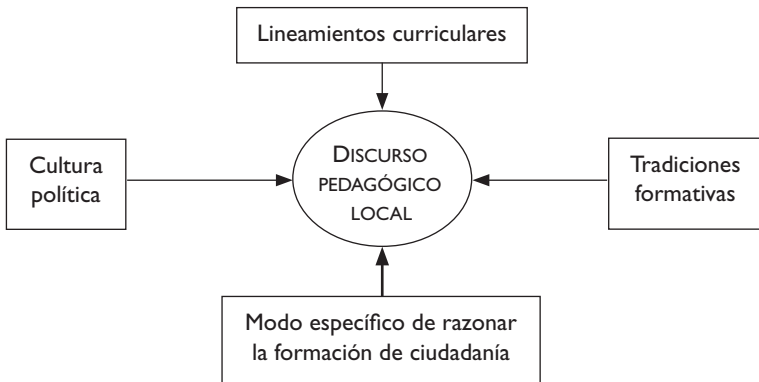 Lineamientos curriculares
Cultura
política
DISCURSO
PEDAGÓGICO
LOCAL
Tradiciones
formativas
Modo específico de razonar
la formación de ciudadanía